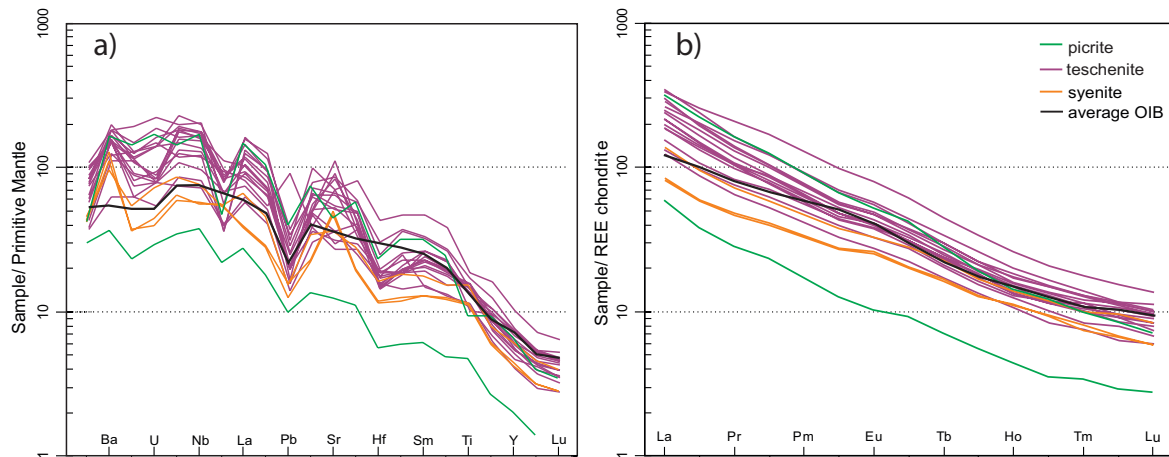 a)
Sample/ Primitive Mantle
1000
100
10
1
Ba U Nb La Pb Sr Hf Sm Ti Y Lu
b)
Sample/ REE chondrite
1000
100
10
1
picrite
teschenite
syenite
average OIB
La Pr Pm Eu Tb Ho Tm Lu